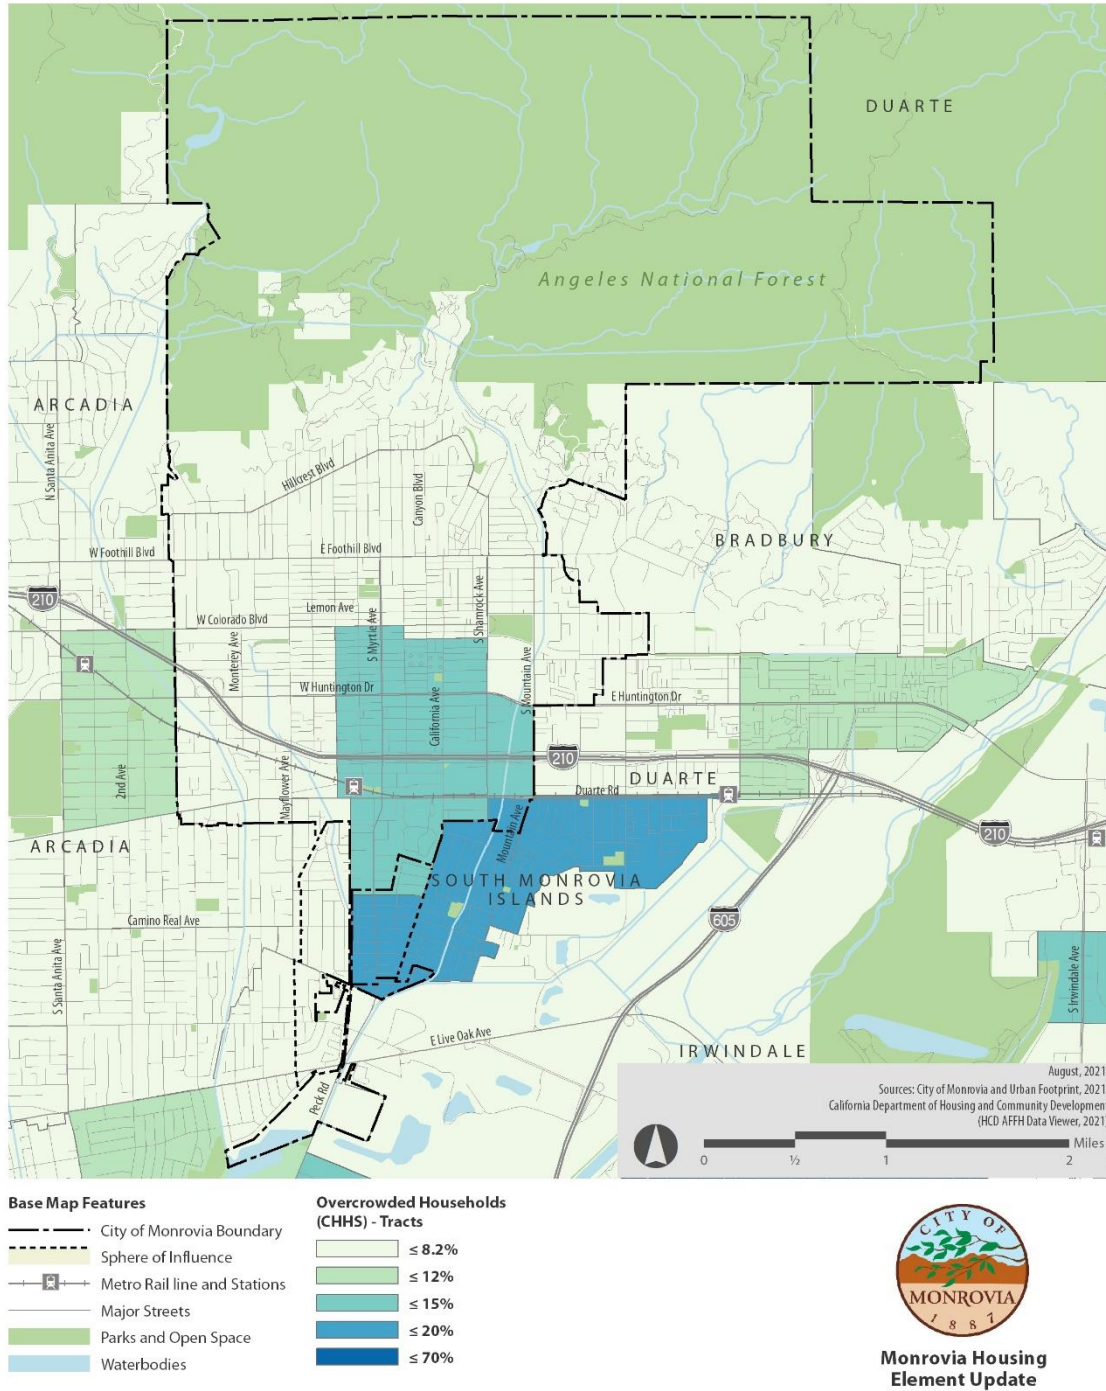 DUARTE
Angeles National Forest
ARCADIA
N Santa Anita Ave
Hillcrest Blvd
Canyon Blvd
BRADBURY
W Foothill Blvd
E Foothill Blvd
210
Lemon Ave
W Colorado Blvd
S Myrtle Ave
S Shamrock Ave
Monterey Ave
S Mountain Ave
W Huntington Dr
E Huntington Dr
California Ave
210
2nd Ave
Mayflower Ave
DUARTE
Duarte Rd
210
Mountain Ave
ARCADIA
SOUTH MONROVIA
ISLANDS
Camino Real Ave
605
S Santa Anita Ave
S Irwindale Ave
E Live Oak Ave
IRWINDALE
Peck Rd
August, 2021
Sources: City of Monrovia and Urban Footprint, 2021
California Department of Housing and Community Development
(HCD AFFH Data Viewer, 2021)
Miles
0 ½ 1 2
Base Map Features
City of Monrovia Boundary
Sphere of Influence
Metro Rail line and Stations
Major Streets
Parks and Open Space
Waterbodies
Overcrowded Households
(CHHS) - Tracts
≤ 8.2%
≤ 12%
≤ 15%
≤ 20%
≤ 70%
CITY OF
MONROVIA
1887
Monrovia Housing
Element Update